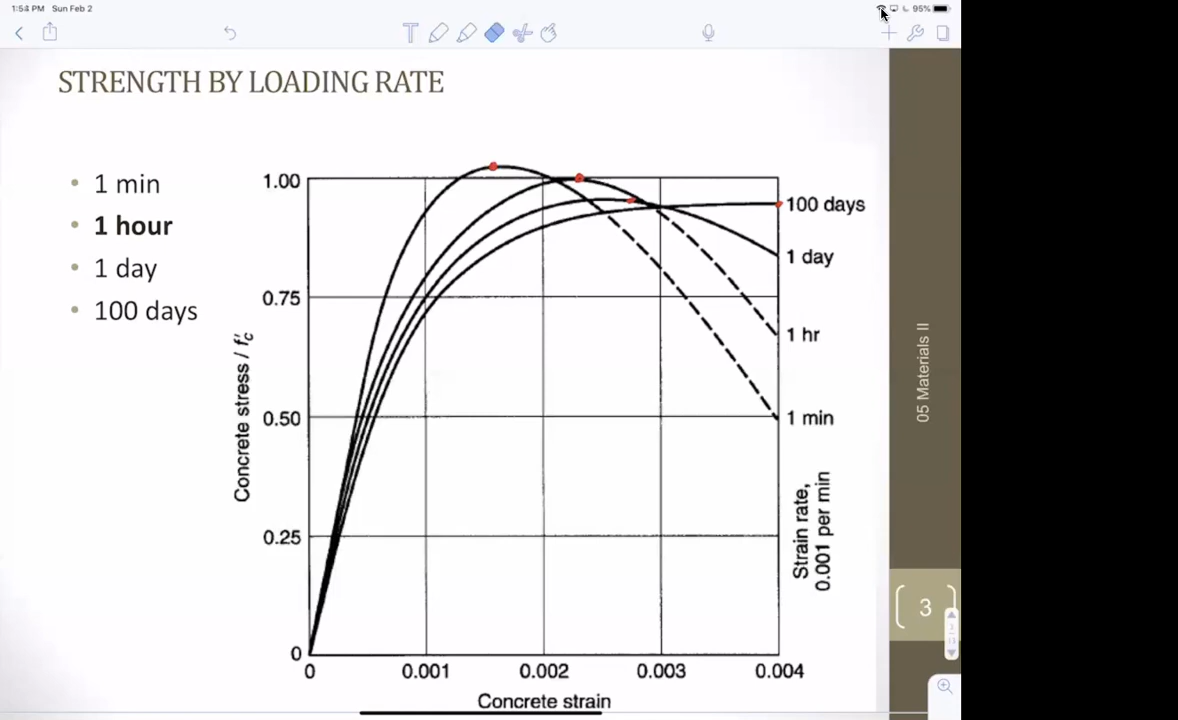 1:54 PM Sun Feb 2
95%
STRENGTH BY LOADING RATE
• 1 min
• 1 hour
• 1 day
• 100 days
Concrete stress / f′c
1.00
0.75
0.50
0.25
0
0
0.001
0.002
0.003
0.004
Concrete strain
100 days
1 day
1 hr
1 min
Strain rate,
0.001 per min
05 Materials II
3